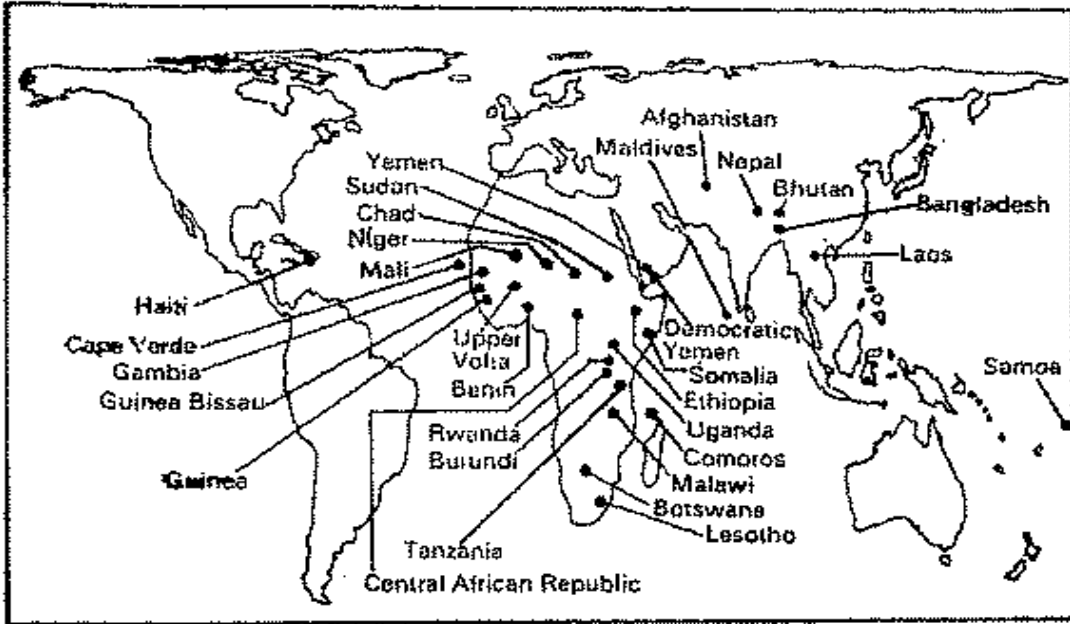 Afghanistan
Maldives
Nepal
Yemen
Sudan
Bhutan
Chad
Bangladesh
Niger
Mali
Laos
Haiti
Cape Verde
Upper
Volta
Democratic
Yemen
Gambia
Benin
Somalia
Samoa
Guinea Bissau
Ethiopia
Rwanda
Uganda
Burundi
Comoros
Guinea
Malawi
Botswana
Lesotho
Tanzania
Central African Republic